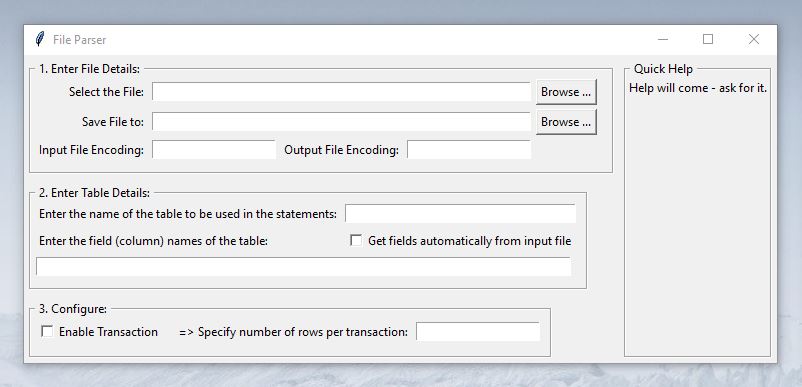 File Parser
1. Enter File Details:
Select the File:
Browse ...
Save File to:
Browse ...
Input File Encoding:
Output File Encoding:
2. Enter Table Details:
Enter the name of the table to be used in the statements:
Enter the field (column) names of the table:
Get fields automatically from input file
3. Configure:
Enable Transaction
=> Specify number of rows per transaction:
Quick Help
Help will come - ask for it.